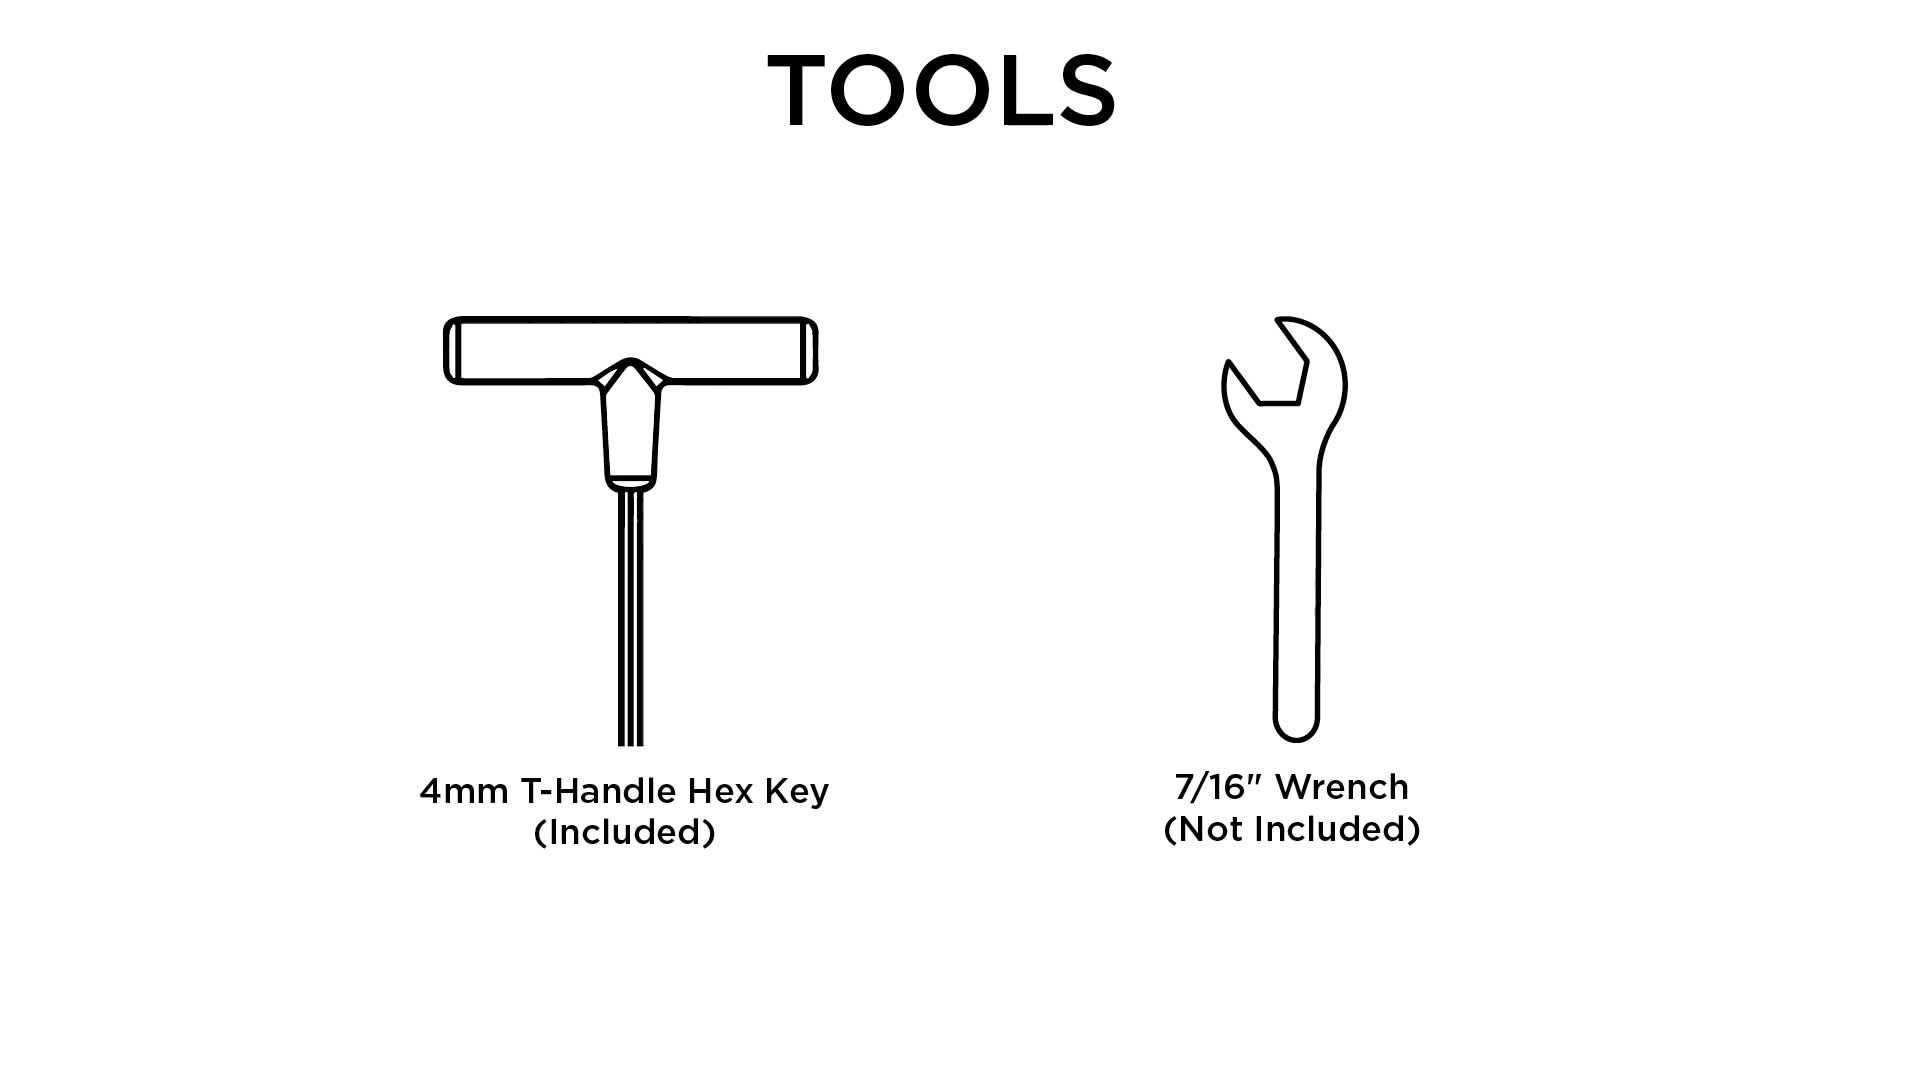 TOOLS
4mm T-Handle Hex Key
(Included)
7/16" Wrench
(Not Included)